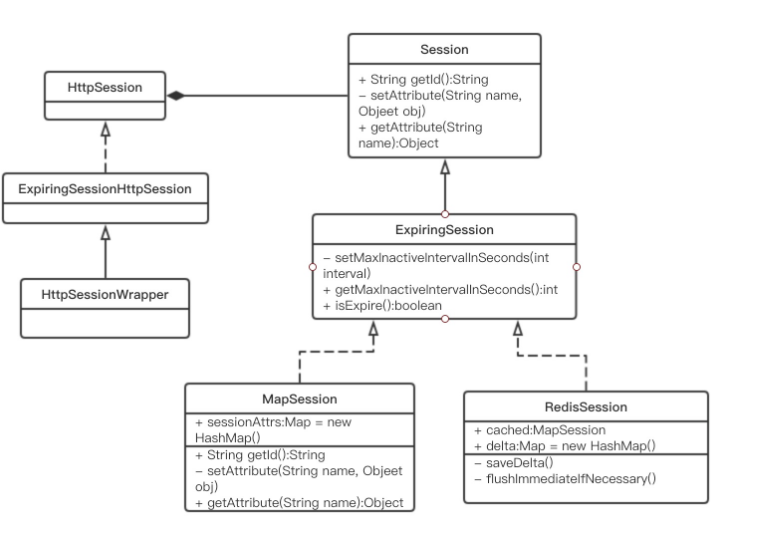 Session
+ String getId():String
− setAttribute(String name,
Objeet obj)
+ getAttribute(String
name):Object
HttpSession
ExpiringSessionHttpSession
HttpSessionWrapper
ExpiringSession
− setMaxInactiveIntervalInSeconds(int
interval)
+ getMaxInactiveIntervalInSeconds():int
+ isExpire():boolean
MapSession
+ sessionAttrs:Map = new
HashMap()
+ String getId():String
− setAttribute(String name, Objeet
obj)
+ getAttribute(String name):Object
RedisSession
+ cached:MapSession
+ delta:Map = new HashMap()
− saveDelta()
− flushImmediateIfNecessary()